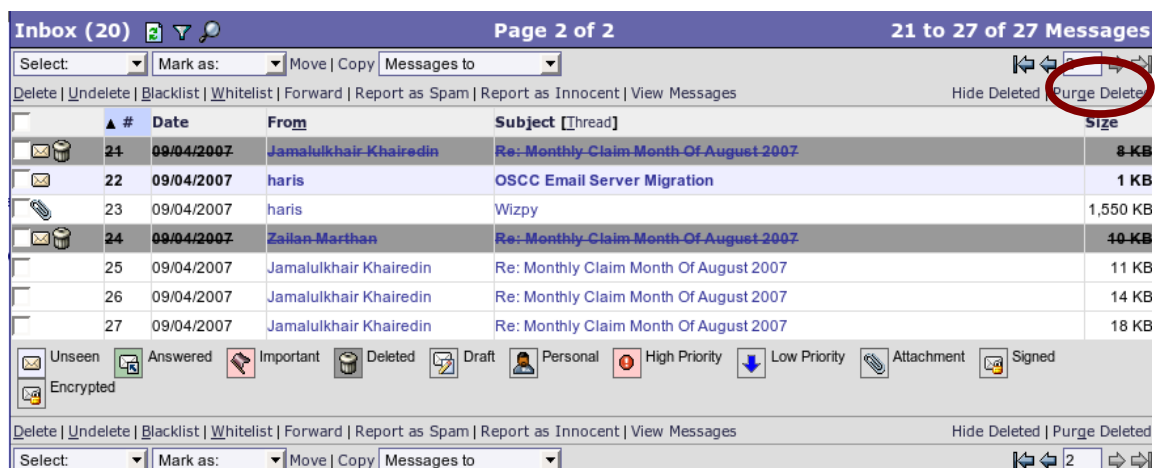 Inbox (20) Page 2 of 2 21 to 27 of 27 Messages
Select: Mark as: Move | Copy Messages to
Delete | Undelete | Blacklist | Whitelist | Forward | Report as Spam | Report as Innocent | View Messages Hide Deleted | Purge Deleted
# Date From Subject [Thread] Size
21 09/04/2007 Jamalulkhair Khairedin Re: Monthly Claim Month Of August 2007 8 KB
22 09/04/2007 haris OSCC Email Server Migration 1 KB
23 09/04/2007 haris Wizpy 1,550 KB
24 09/04/2007 Zailan Marthan Re: Monthly Claim Month Of August 2007 10 KB
25 09/04/2007 Jamalulkhair Khairedin Re: Monthly Claim Month Of August 2007 11 KB
26 09/04/2007 Jamalulkhair Khairedin Re: Monthly Claim Month Of August 2007 14 KB
27 09/04/2007 Jamalulkhair Khairedin Re: Monthly Claim Month Of August 2007 18 KB
Unseen Answered Important Deleted Draft Personal High Priority Low Priority Attachment Signed
Encrypted
Delete | Undelete | Blacklist | Whitelist | Forward | Report as Spam | Report as Innocent | View Messages Hide Deleted | Purge Deleted
Select: Mark as: Move | Copy Messages to 2